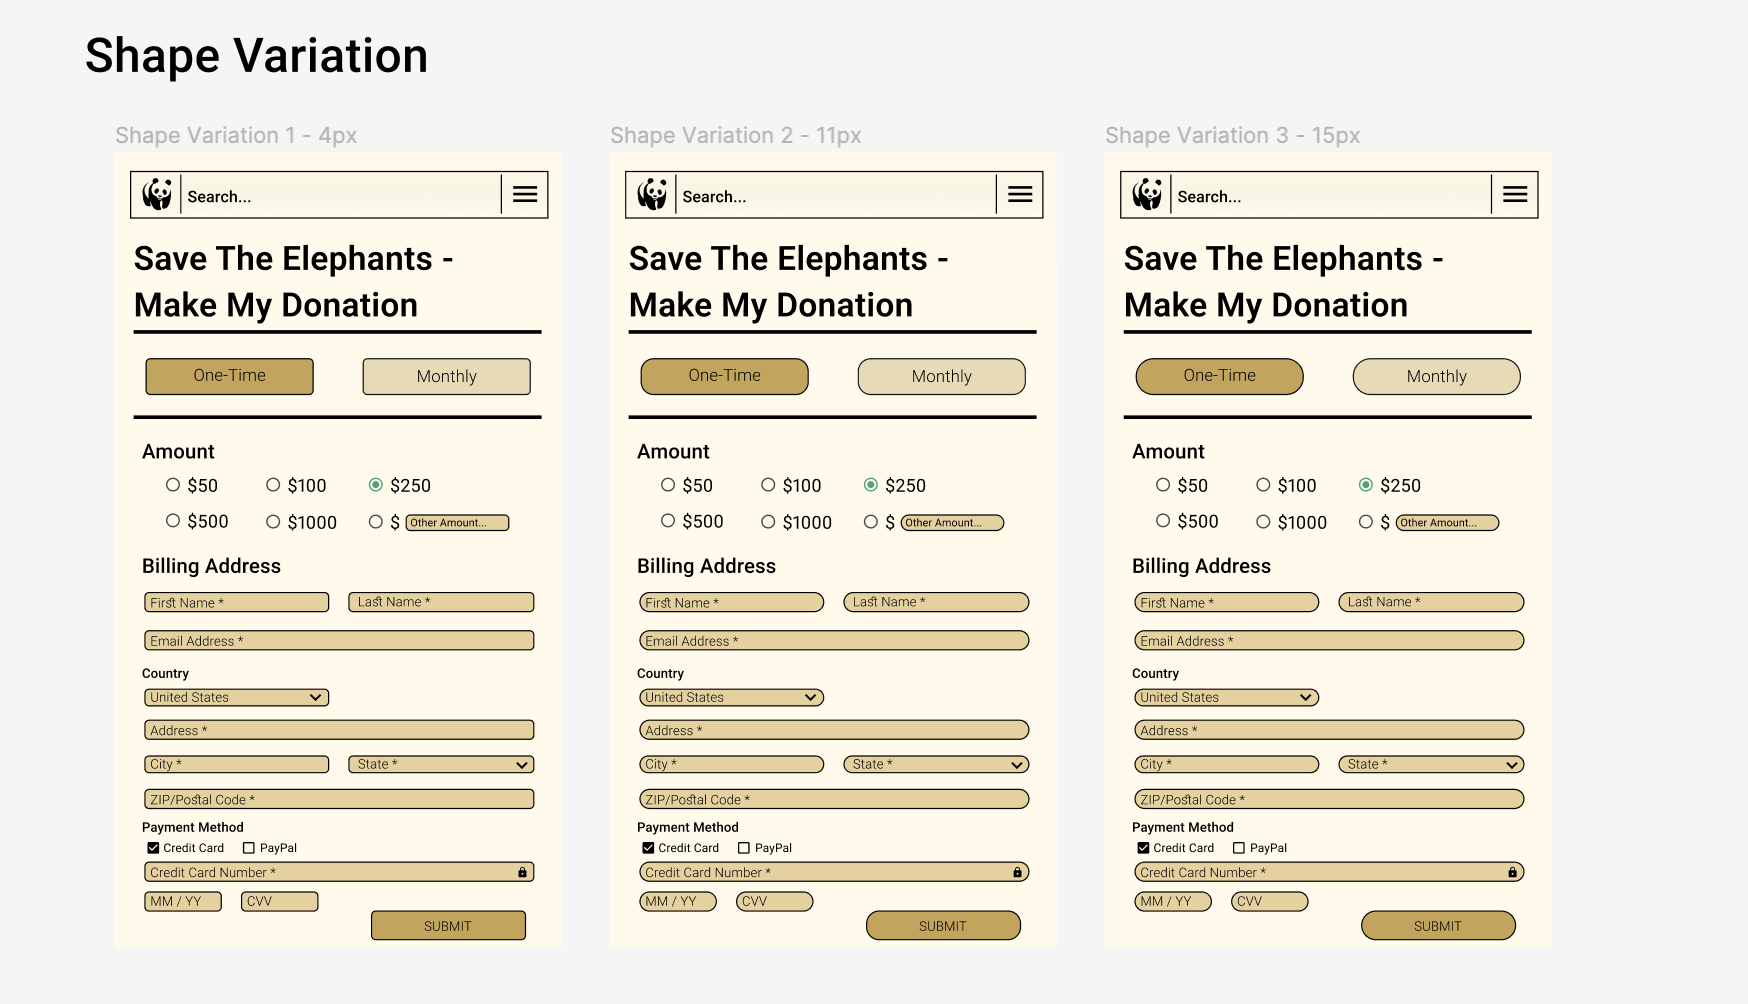 Shape Variation
Shape Variation 1 - 4px
Search...
Save The Elephants -
Make My Donation
One-Time Monthly
Amount
$50 $100 $250
$500 $1000 $ Other Amount...
Billing Address
First Name * Last Name *
Email Address *
Country
United States
Address *
City * State *
ZIP/Postal Code *
Payment Method
Credit Card PayPal
Credit Card Number *
MM / YY CVV
SUBMIT
Shape Variation 2 - 11px
Search...
Save The Elephants -
Make My Donation
One-Time Monthly
Amount
$50 $100 $250
$500 $1000 $ Other Amount...
Billing Address
First Name * Last Name *
Email Address *
Country
United States
Address *
City * State *
ZIP/Postal Code *
Payment Method
Credit Card PayPal
Credit Card Number *
MM / YY CVV
SUBMIT
Shape Variation 3 - 15px
Search...
Save The Elephants -
Make My Donation
One-Time Monthly
Amount
$50 $100 $250
$500 $1000 $ Other Amount...
Billing Address
First Name * Last Name *
Email Address *
Country
United States
Address *
City * State *
ZIP/Postal Code *
Payment Method
Credit Card PayPal
Credit Card Number *
MM / YY CVV
SUBMIT